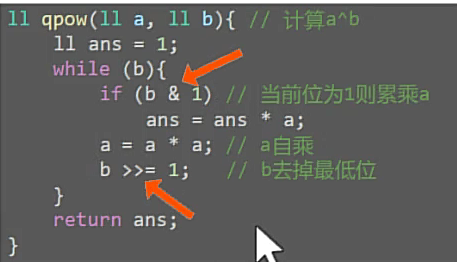 ll qpow(ll a, ll b){ // 计算a^b
    ll ans = 1;
    while (b){
        if (b & 1) // 当前位为1则累乘a
            ans = ans * a;
        a = a * a; // a自乘
        b >>= 1;   // b去掉最低位
    }
    return ans;
}